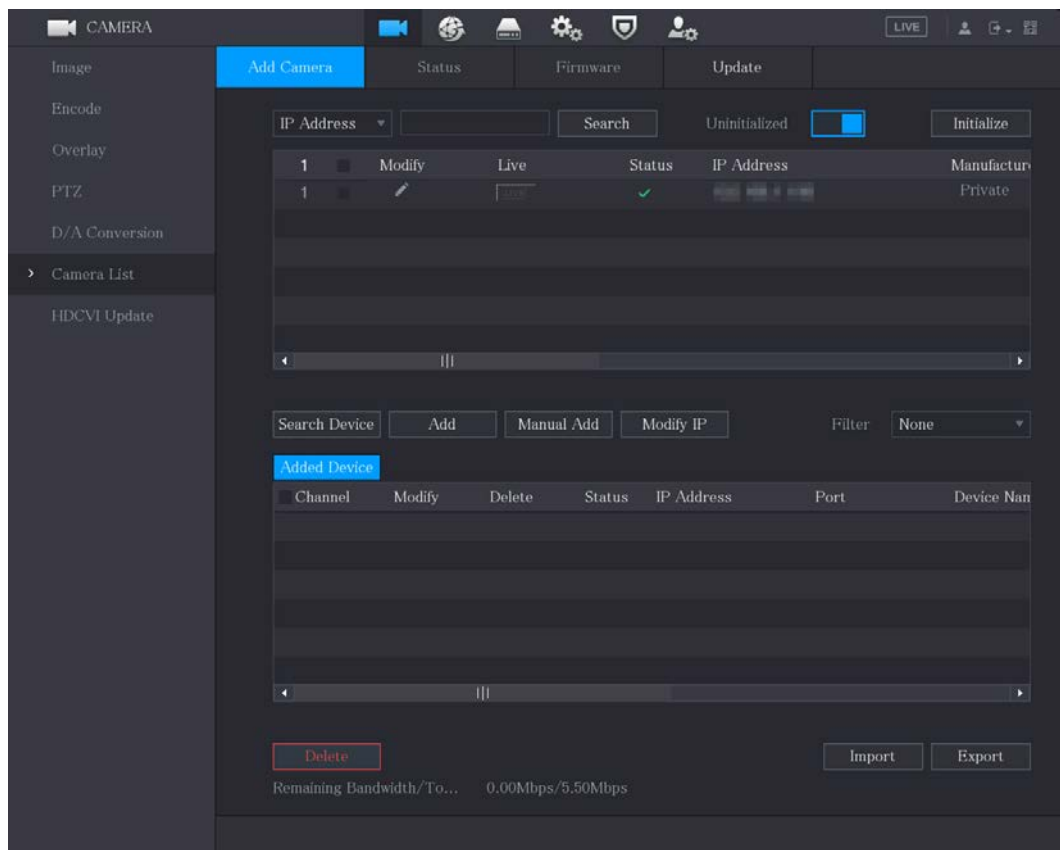 CAMERA LIVE
Image Add Camera Status Firmware Update
Encode
IP Address Search Uninitialized Initialize
Overlay
1 Modify Live Status IP Address Manufactur
PTZ 1 LIVE Private
D/A Conversion
Camera List
HDCVI Update
Search Device Add Manual Add Modify IP Filter None
Added Device
Channel Modify Delete Status IP Address Port Device Nam
Delete Import Export
Remaining Bandwidth/To... 0.00Mbps/5.50Mbps